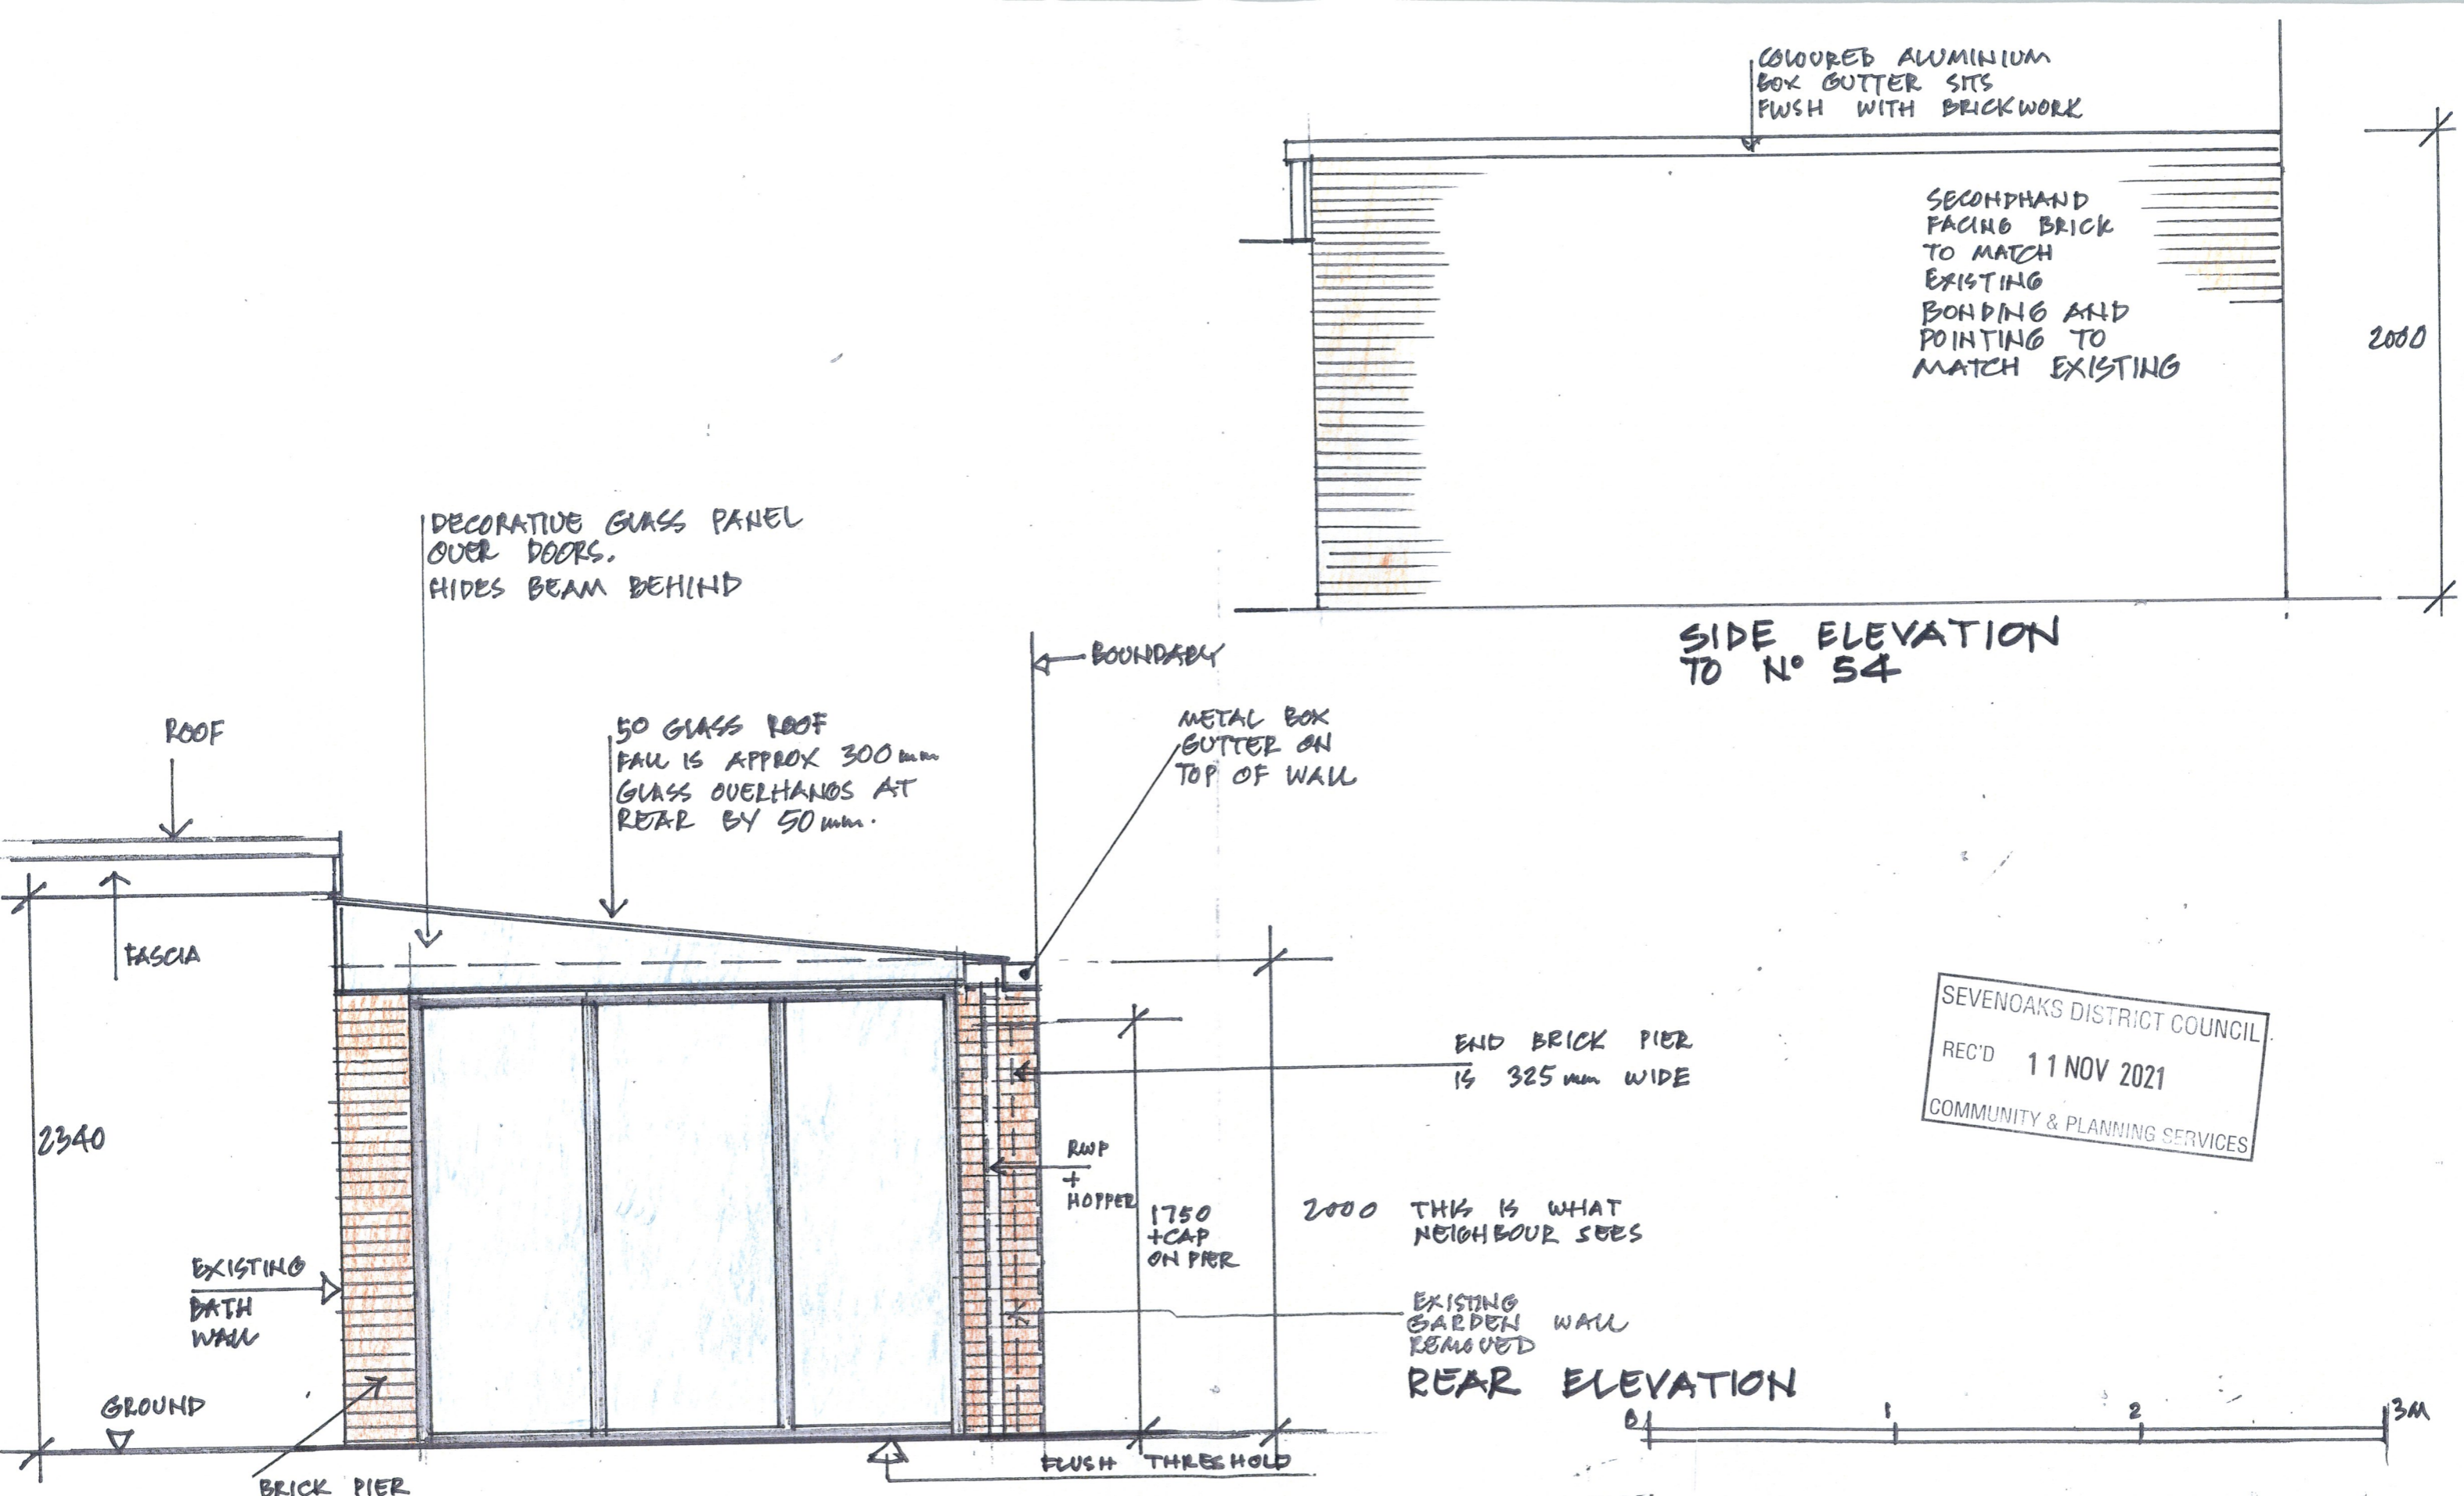 COLOURED ALUMINIUM
BOX GUTTER SITS
FLUSH WITH BRICKWORK
SECONDHAND
FACING BRICK
TO MATCH
EXISTING
BONDING AND
POINTING TO
MATCH EXISTING
2000
SIDE ELEVATION
TO Nº 54
DECORATIVE GLASS PANEL
OVER DOORS.
HIDES BEAM BEHIND
BOUNDARY
ROOF
50 GLASS ROOF
FALL IS APPROX 300mm
GLASS OVERHANGS AT
REAR BY 50mm.
METAL BOX
GUTTER ON
TOP OF WALL
FASCIA
2340
END BRICK PIER
IS 325mm WIDE
RWP
+
HOPPER
1750
+CAP
ON PIER
2000 THIS IS WHAT
NEIGHBOUR SEES
EXISTING
BATH
WALL
EXISTING
GARDEN WALL
REMOVED
REAR ELEVATION
GROUND
BRICK PIER
FLUSH THRESHOLD
0 1 2 3M
SEVENOAKS DISTRICT COUNCIL
REC'D 11 NOV 2021
COMMUNITY & PLANNING SERVICES